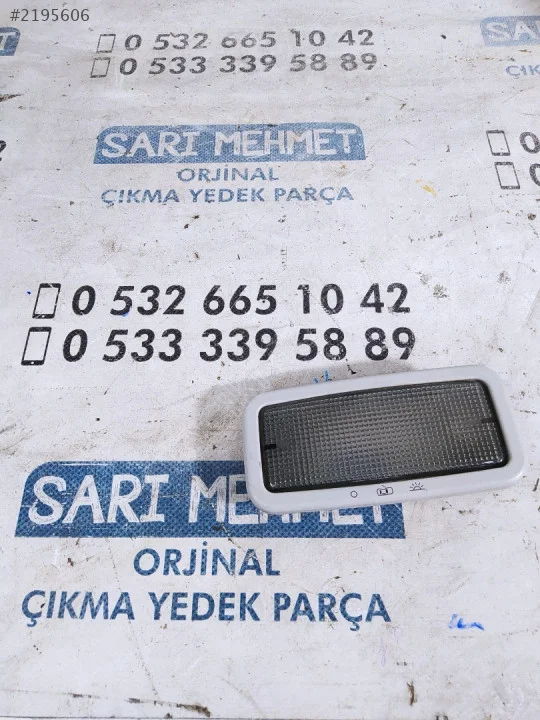 #2195606
0 532 665 10 42
0 533 339 58 89
SARI MEHMET
ORJİNAL
ÇIKMA YEDEK PARÇA
0 532 665 10 42
0 533 339 58 89
SARI MEHMET
ORJİNAL
ÇIKMA YEDEK PARÇA